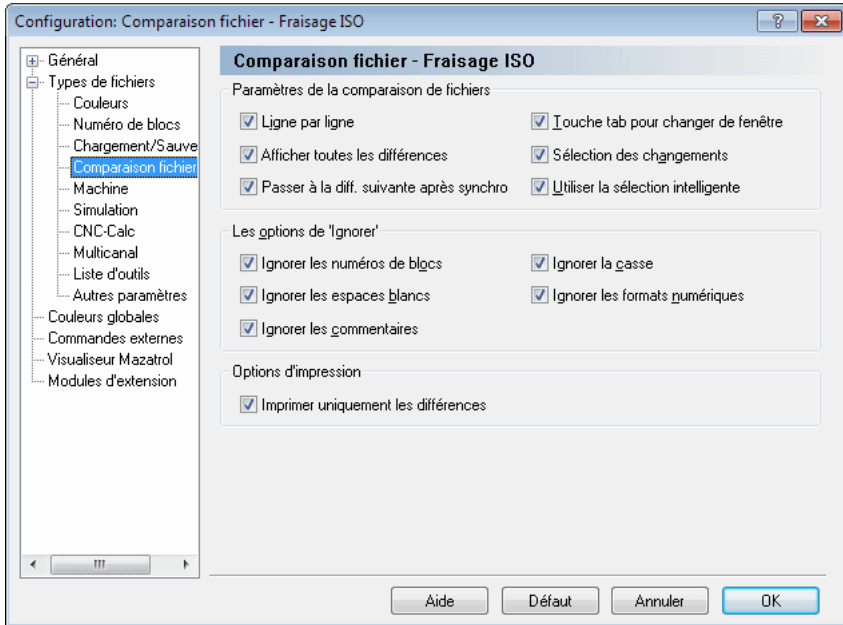 Configuration: Comparaison fichier - Fraisage ISO
Général
Types de fichiers
Couleurs
Numéro de blocs
Chargement/Sauve
Comparaison fichier
Machine
Simulation
CNC-Calc
Multicanal
Liste d'outils
Autres paramètres
Couleurs globales
Commandes externes
Visualiseur Mazatrol
Modules d'extension
Comparaison fichier - Fraisage ISO
Paramètres de la comparaison de fichiers
Ligne par ligne
Touche tab pour changer de fenêtre
Afficher toutes les différences
Sélection des changements
Passer à la diff. suivante après synchro
Utiliser la sélection intelligente
Les options de 'Ignorer'
Ignorer les numéros de blocs
Ignorer la casse
Ignorer les espaces blancs
Ignorer les formats numériques
Ignorer les commentaires
Options d'impression
Imprimer uniquement les différences
Aide
Défaut
Annuler
OK